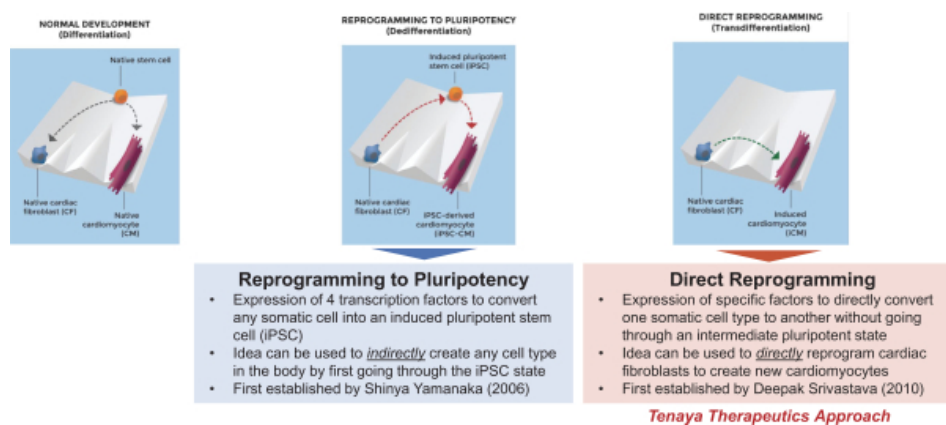 NORMAL DEVELOPMENT
(Differentiation)
Native stem cell
Native cardiac
fibroblast (CF)
Native
cardiomyocyte
(CM)
REPROGRAMMING TO PLURIPOTENCY
(Dedifferentiation)
Induced pluripotent
stem cell (iPSC)
Native cardiac
fibroblast (CF)
iPSC-derived
cardiomyocyte
(iPSC-CM)
DIRECT REPROGRAMMING
(Transdifferentiation)
Native cardiac
fibroblast (CF)
Induced
cardiomyocyte
(iCM)
Reprogramming to Pluripotency
• Expression of 4 transcription factors to convert
any somatic cell into an induced pluripotent stem
cell (iPSC)
• Idea can be used to indirectly create any cell type
in the body by first going through the iPSC state
• First established by Shinya Yamanaka (2006)
Direct Reprogramming
• Expression of specific factors to directly convert
one somatic cell type to another without going
through an intermediate pluripotent state
• Idea can be used to directly reprogram cardiac
fibroblasts to create new cardiomyocytes
• First established by Deepak Srivastava (2010)
Tenaya Therapeutics Approach